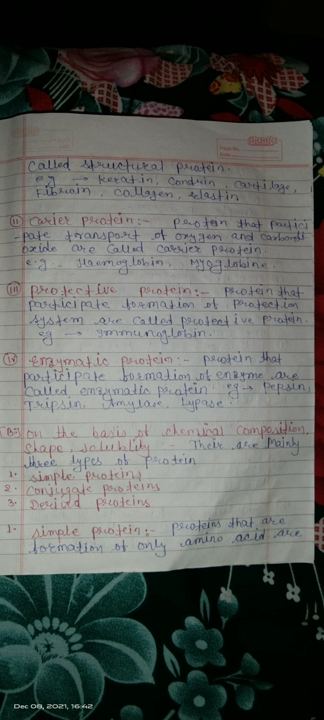 Called structural protein.
e.g → Keratin, Condrin, Cartilage,
Fibrain, Collagen, elastin
(ii) Carier protein:- protein that partici
-pate transport of oxygen and carbondi
oxide are Called Carrier protein.
e.g. Haemoglobin, Myoglobine.
(iii) protective protein:- protein that
participate formation of protection
system are called protective protein.
eg → immunoglobin.
(iv) Enzymatic protein:- protein that
participate formation of enzyme are
Called enzymatic protein eg → Pepsin,
Tripsin, Amylase, Lypase.
(B) on the basis of chemical composition,
shape, solubility - Their are Mainly
three types of protein
1. simple proteins
2. Conjugate proteins
3. Derived proteins
1. simple protein:- proteins that are
formation of only amino acid are
Dec 08, 2021, 16:42